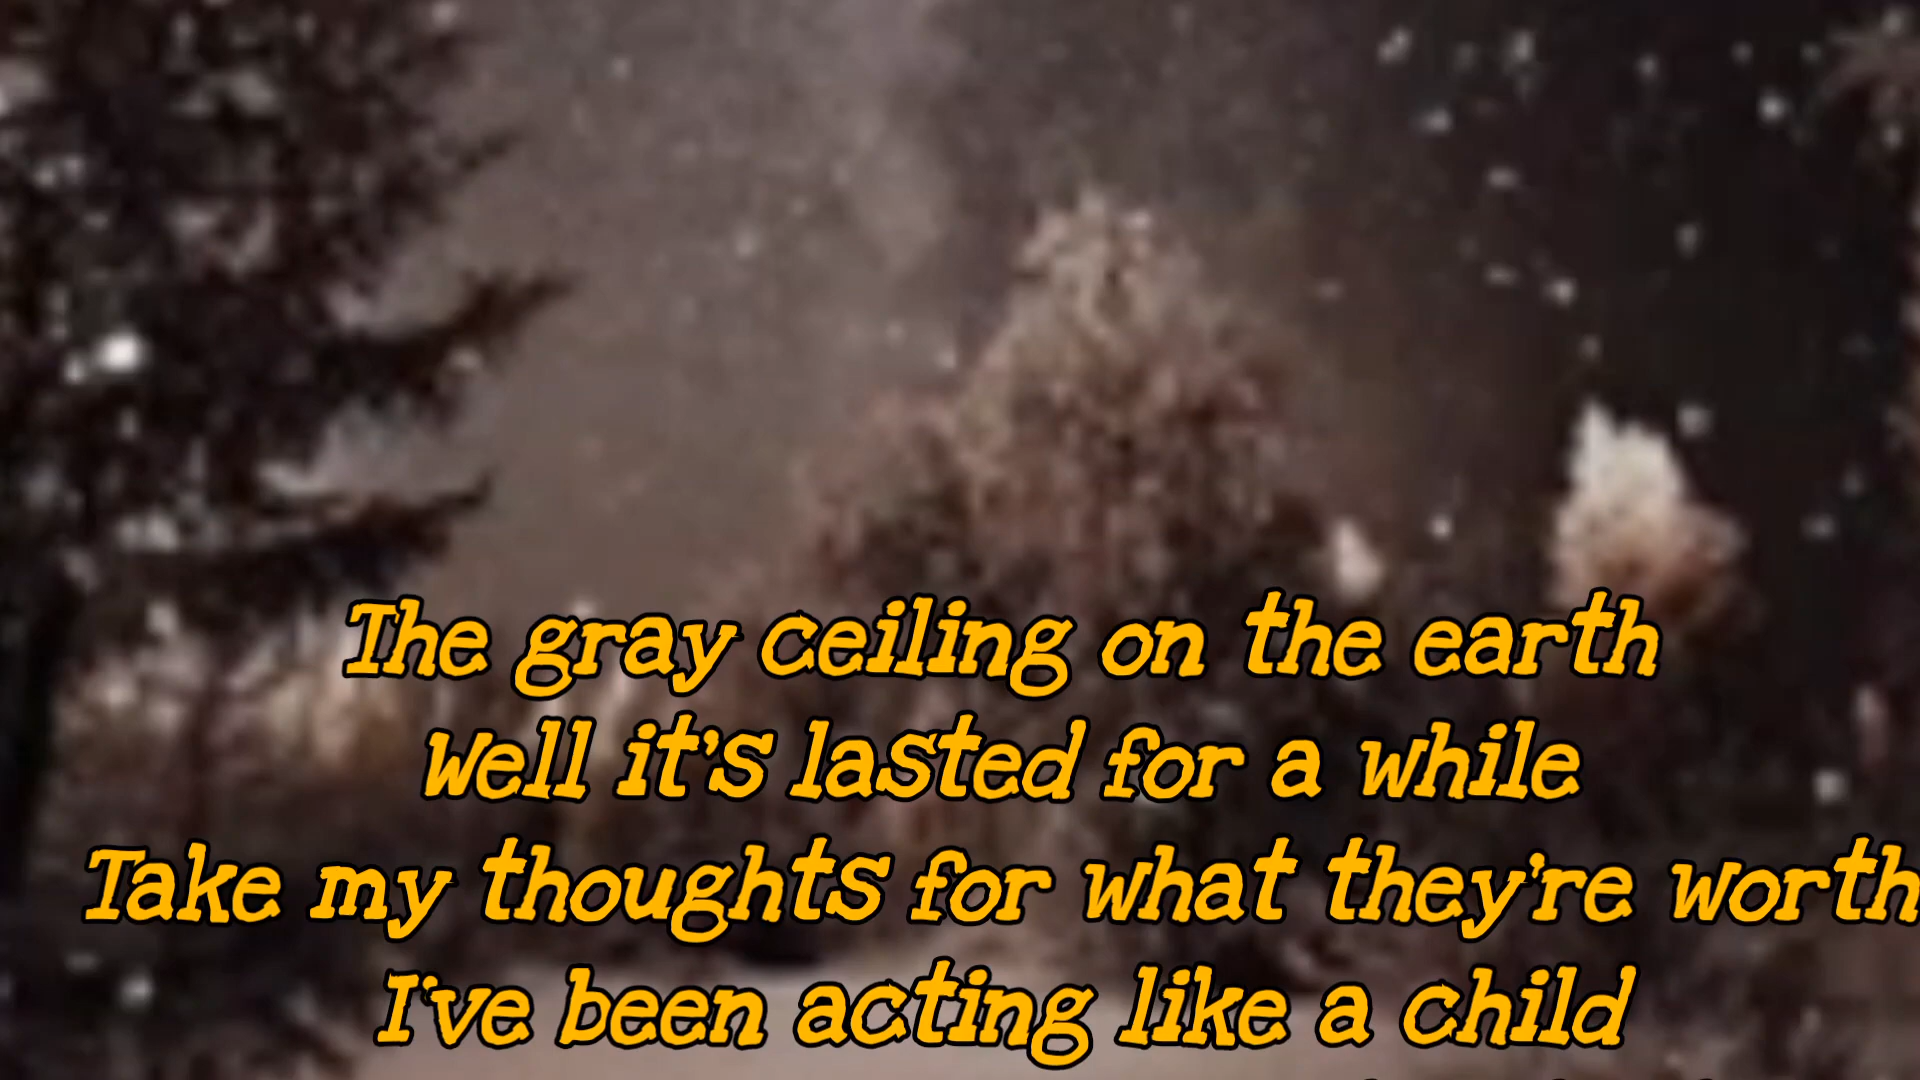 The gray ceiling on the earth
Well it's lasted for a while
Take my thoughts for what they're worth
I've been acting like a child